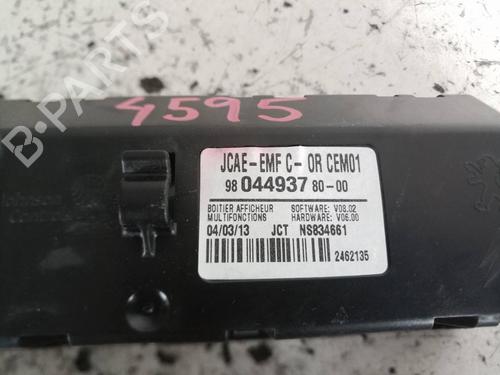 4595
JCAE-EMF C-OR CEM01
98 044937 80-00
BOITIER AFFICHEUR SOFTWARE: V08.02
MULTIFONCTIONS HARDWARE: V06.00
04/03/13 JCT NS834661
2462135
B-Parts